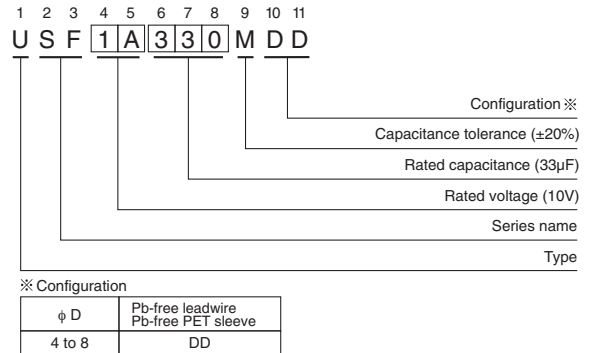 1 2 3 4 5 6 7 8 9 10 11
U S F 1 A 3 3 0 M D D
Configuration ※
Capacitance tolerance (±20%)
Rated capacitance (33µF)
Rated voltage (10V)
Series name
Type
※ Configuration
ϕ D
Pb-free leadwire
Pb-free PET sleeve
4 to 8
DD